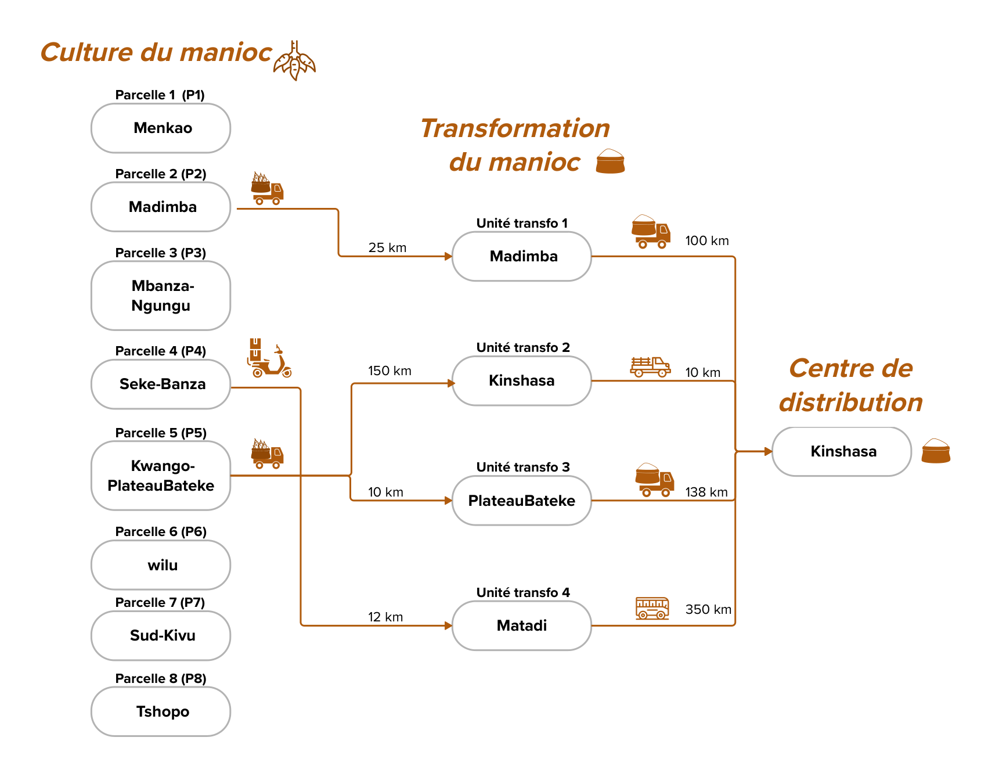 Culture du manioc
Parcelle 1 (P1)
Menkao
Parcelle 2 (P2)
Madimba
Parcelle 3 (P3)
Mbanza-
Ngungu
Parcelle 4 (P4)
Seke-Banza
Parcelle 5 (P5)
Kwango-
PlateauBateke
Parcelle 6 (P6)
wilu
Parcelle 7 (P7)
Sud-Kivu
Parcelle 8 (P8)
Tshopo
25 km
150 km
10 km
12 km
Transformation
du manioc
Unité transfo 1
Madimba
Unité transfo 2
Kinshasa
Unité transfo 3
PlateauBateke
Unité transfo 4
Matadi
100 km
10 km
138 km
350 km
Centre de
distribution
Kinshasa